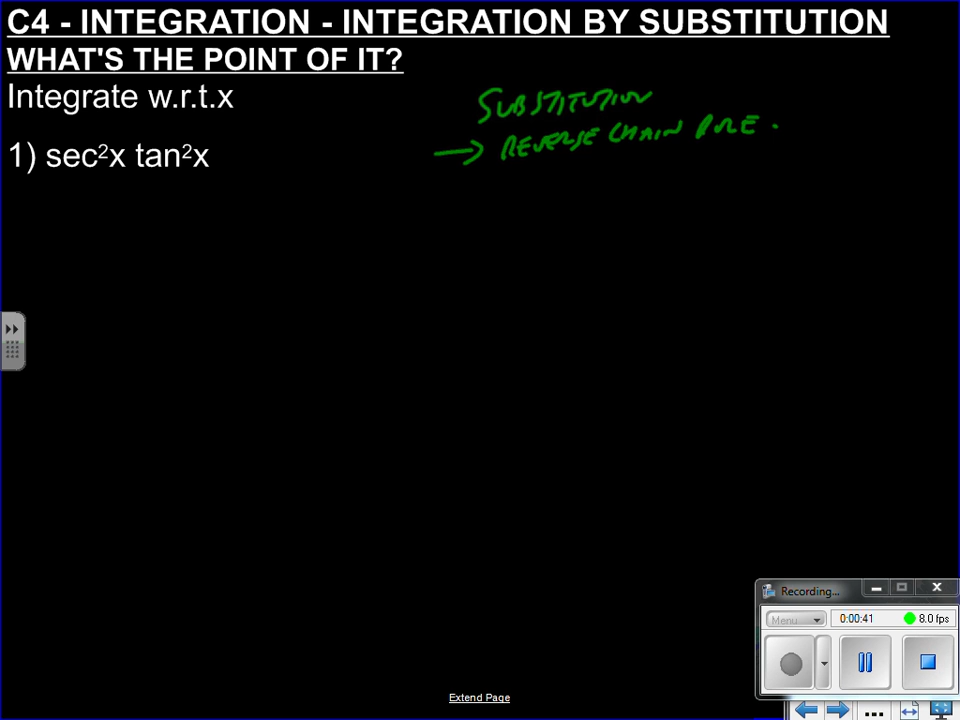 C4 - INTEGRATION - INTEGRATION BY SUBSTITUTION
WHAT'S THE POINT OF IT?
Integrate w.r.t.x
SUBSTITUTION
→ REVERSE CHAIN RULE.
1) sec²x tan²x
Recording...
Menu
0:00:41
8.0 fps
Extend Page